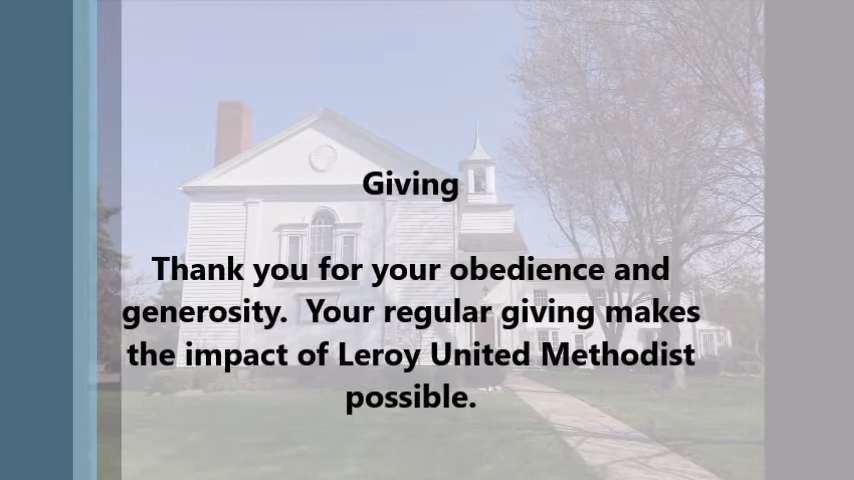 Giving
Thank you for your obedience and
generosity.  Your regular giving makes
the impact of Leroy United Methodist
possible.